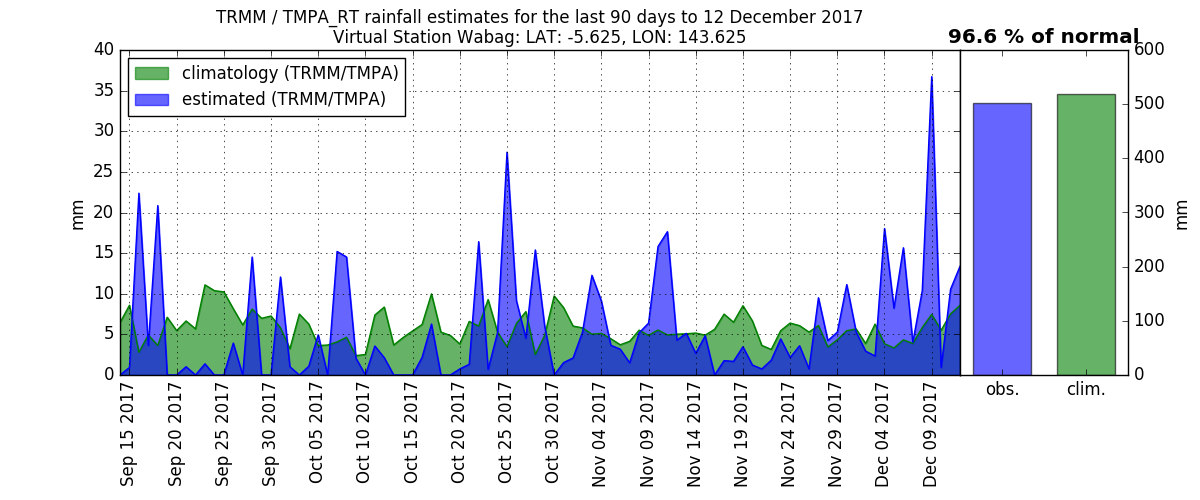 TRMM / TMPA_RT rainfall estimates for the last 90 days to 12 December 2017
Virtual Station Wabag: LAT: -5.625, LON: 143.625
96.6 % of normal
climatology (TRMM/TMPA)
estimated (TRMM/TMPA)
mm
40
35
30
25
20
15
10
5
0
Sep 15 2017
Sep 20 2017
Sep 25 2017
Sep 30 2017
Oct 05 2017
Oct 10 2017
Oct 15 2017
Oct 20 2017
Oct 25 2017
Oct 30 2017
Nov 04 2017
Nov 09 2017
Nov 14 2017
Nov 19 2017
Nov 24 2017
Nov 29 2017
Dec 04 2017
Dec 09 2017
obs.
clim.
600
500
400
300
200
100
0
mm